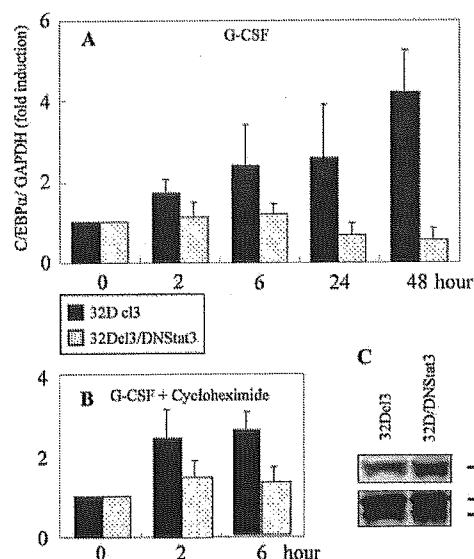 6
4
2
0
C/EBPα/ GAPDH (fold induction)
A
G-CSF
0 2 6 24 48 hour
32D cl3
32Dcl3/DNStat3
4
2
0
B
G-CSF + Cycloheximide
0 2 6 hour
C
32Dcl3
32D/DNStat3